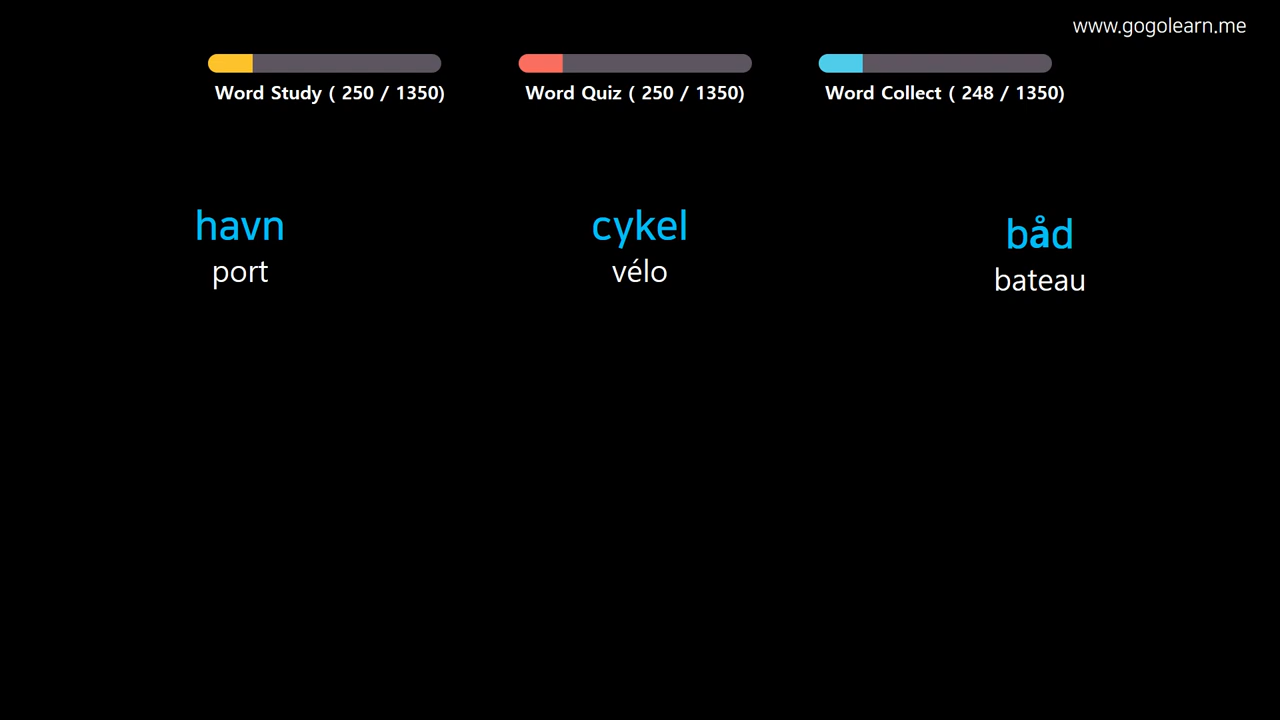 www.gogolearn.me
Word Study ( 250 / 1350)
Word Quiz ( 250 / 1350)
Word Collect ( 248 / 1350)
havn
port
cykel
vélo
båd
bateau